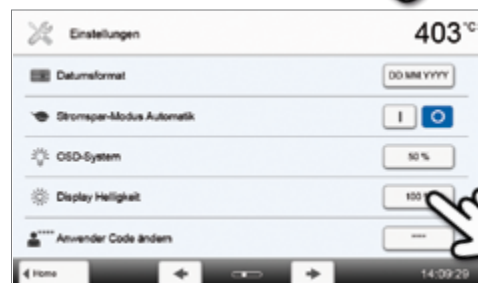 Einstellungen 403 °C
Datumsformat DD MM YYYY
Stromspar-Modus Automatik I O
OSD-System 50 %
Display Helligkeit 100
Anwender Code ändern ****
Home 14:09:29